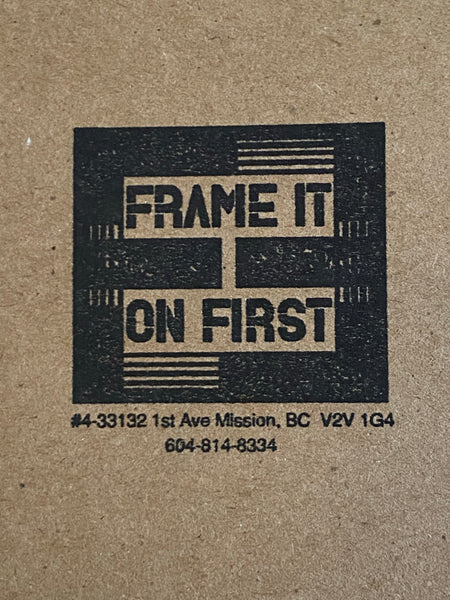 FRAME IT
ON FIRST
#4-33132 1st Ave Mission, BC V2V 1G4
604-814-8334